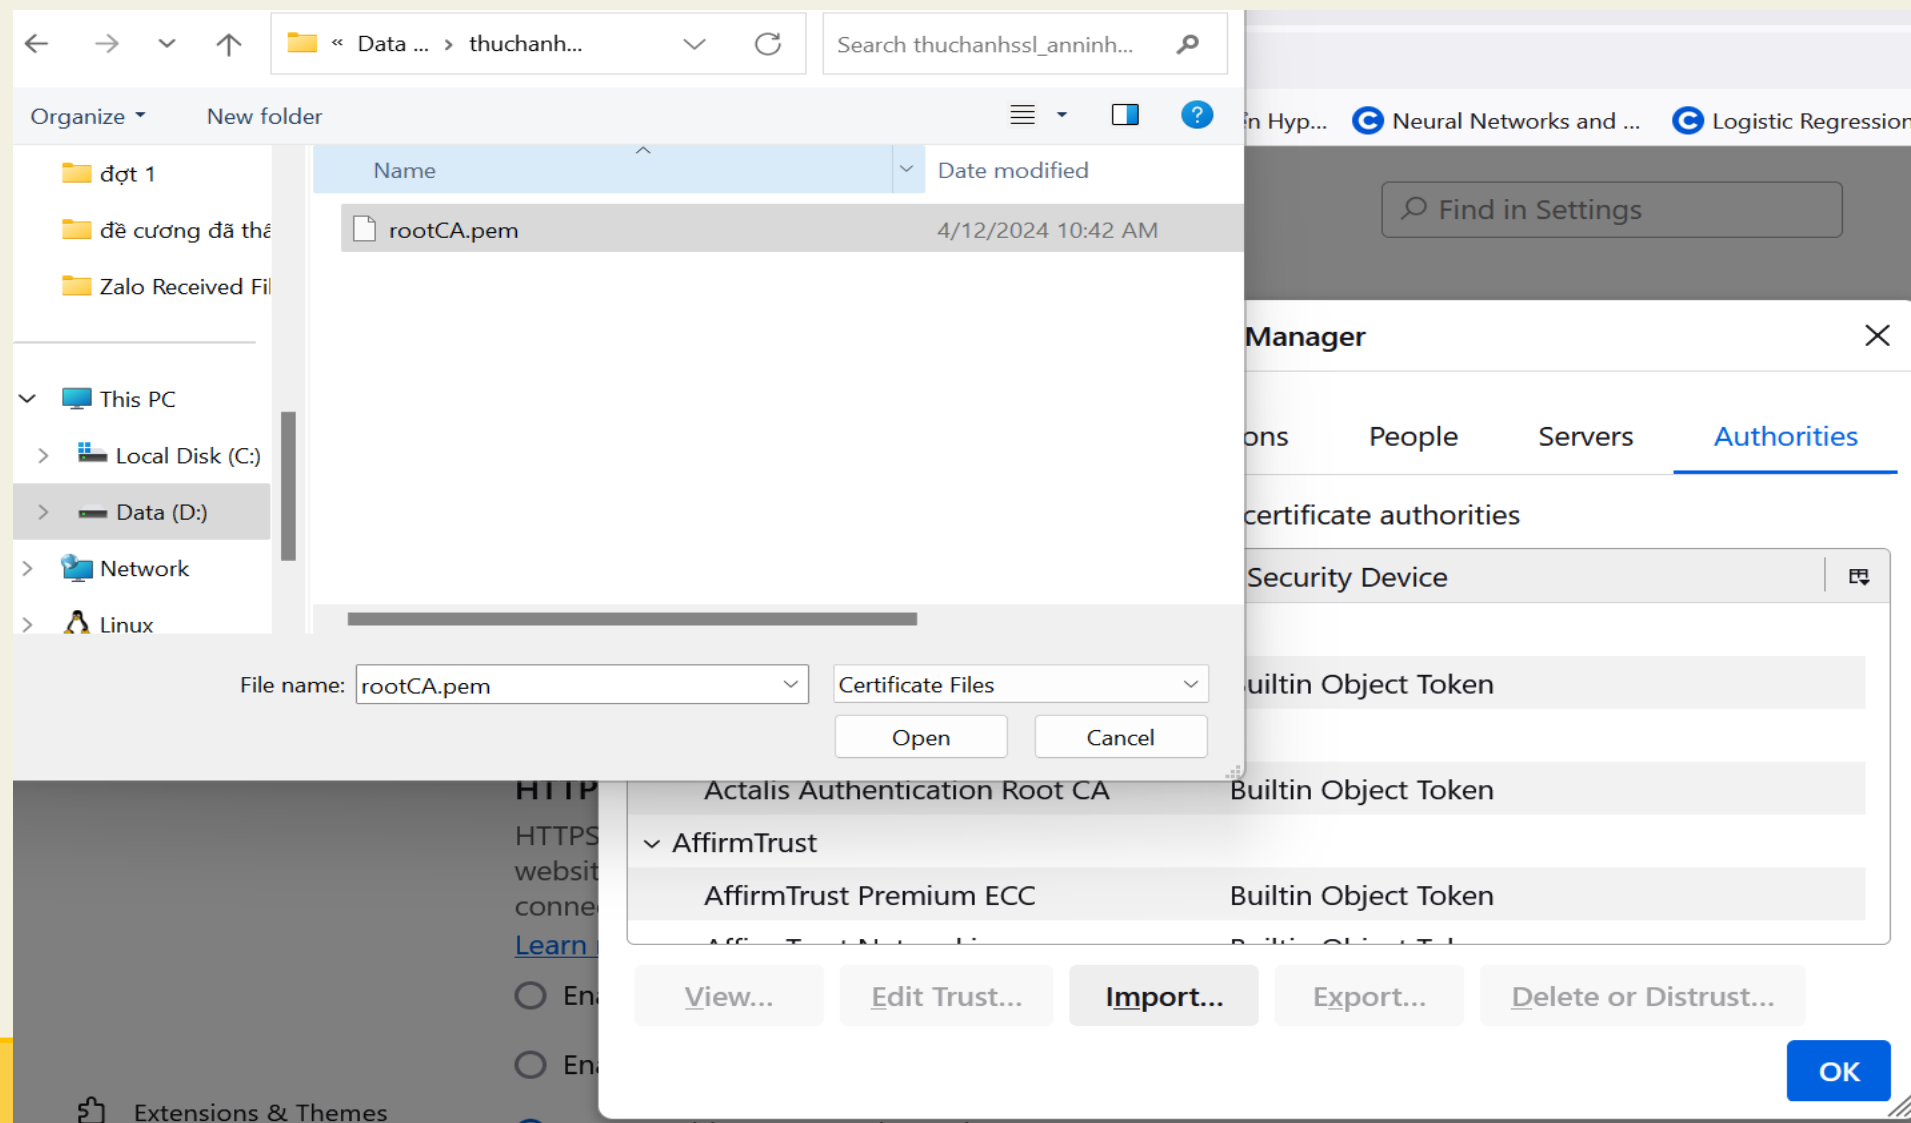 « Data ... › thuchanh...
Search thuchanhssl_anninh...
Organize
New folder
?
n Hyp...
C Neural Networks and ...
C Logistic Regression
đợt 1
Name
Date modified
rootCA.pem
4/12/2024 10:42 AM
Find in Settings
đề cương đã thá
Zalo Received Fil
Manager
This PC
Local Disk (C:)
Data (D:)
Network
Linux
ons
People
Servers
Authorities
certificate authorities
Security Device
File name:
rootCA.pem
Certificate Files
Open
Cancel
uiltin Object Token
HTTP
Actalis Authentication Root CA
Builtin Object Token
HTTPS
AffirmTrust
websit
AffirmTrust Premium ECC
Builtin Object Token
conne
Learn
View...
Edit Trust...
Import...
Export...
Delete or Distrust...
Ena
Ena
OK
Extensions & Themes